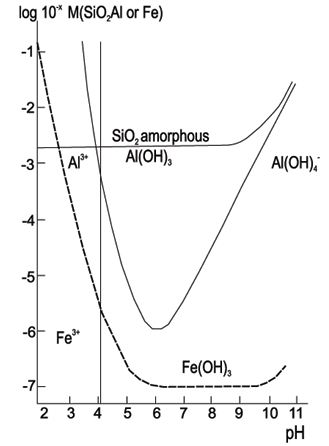 log 10⁻ˣ M(SiO₂Al or Fe)
-1
-2
SiO₂ amorphous
-3
Al³⁺
Al(OH)₃
Al(OH)₄⁻
-4
-5
-6
Fe³⁺
Fe(OH)₃
-7
2 3 4 5 6 7 8 9 10 11
pH